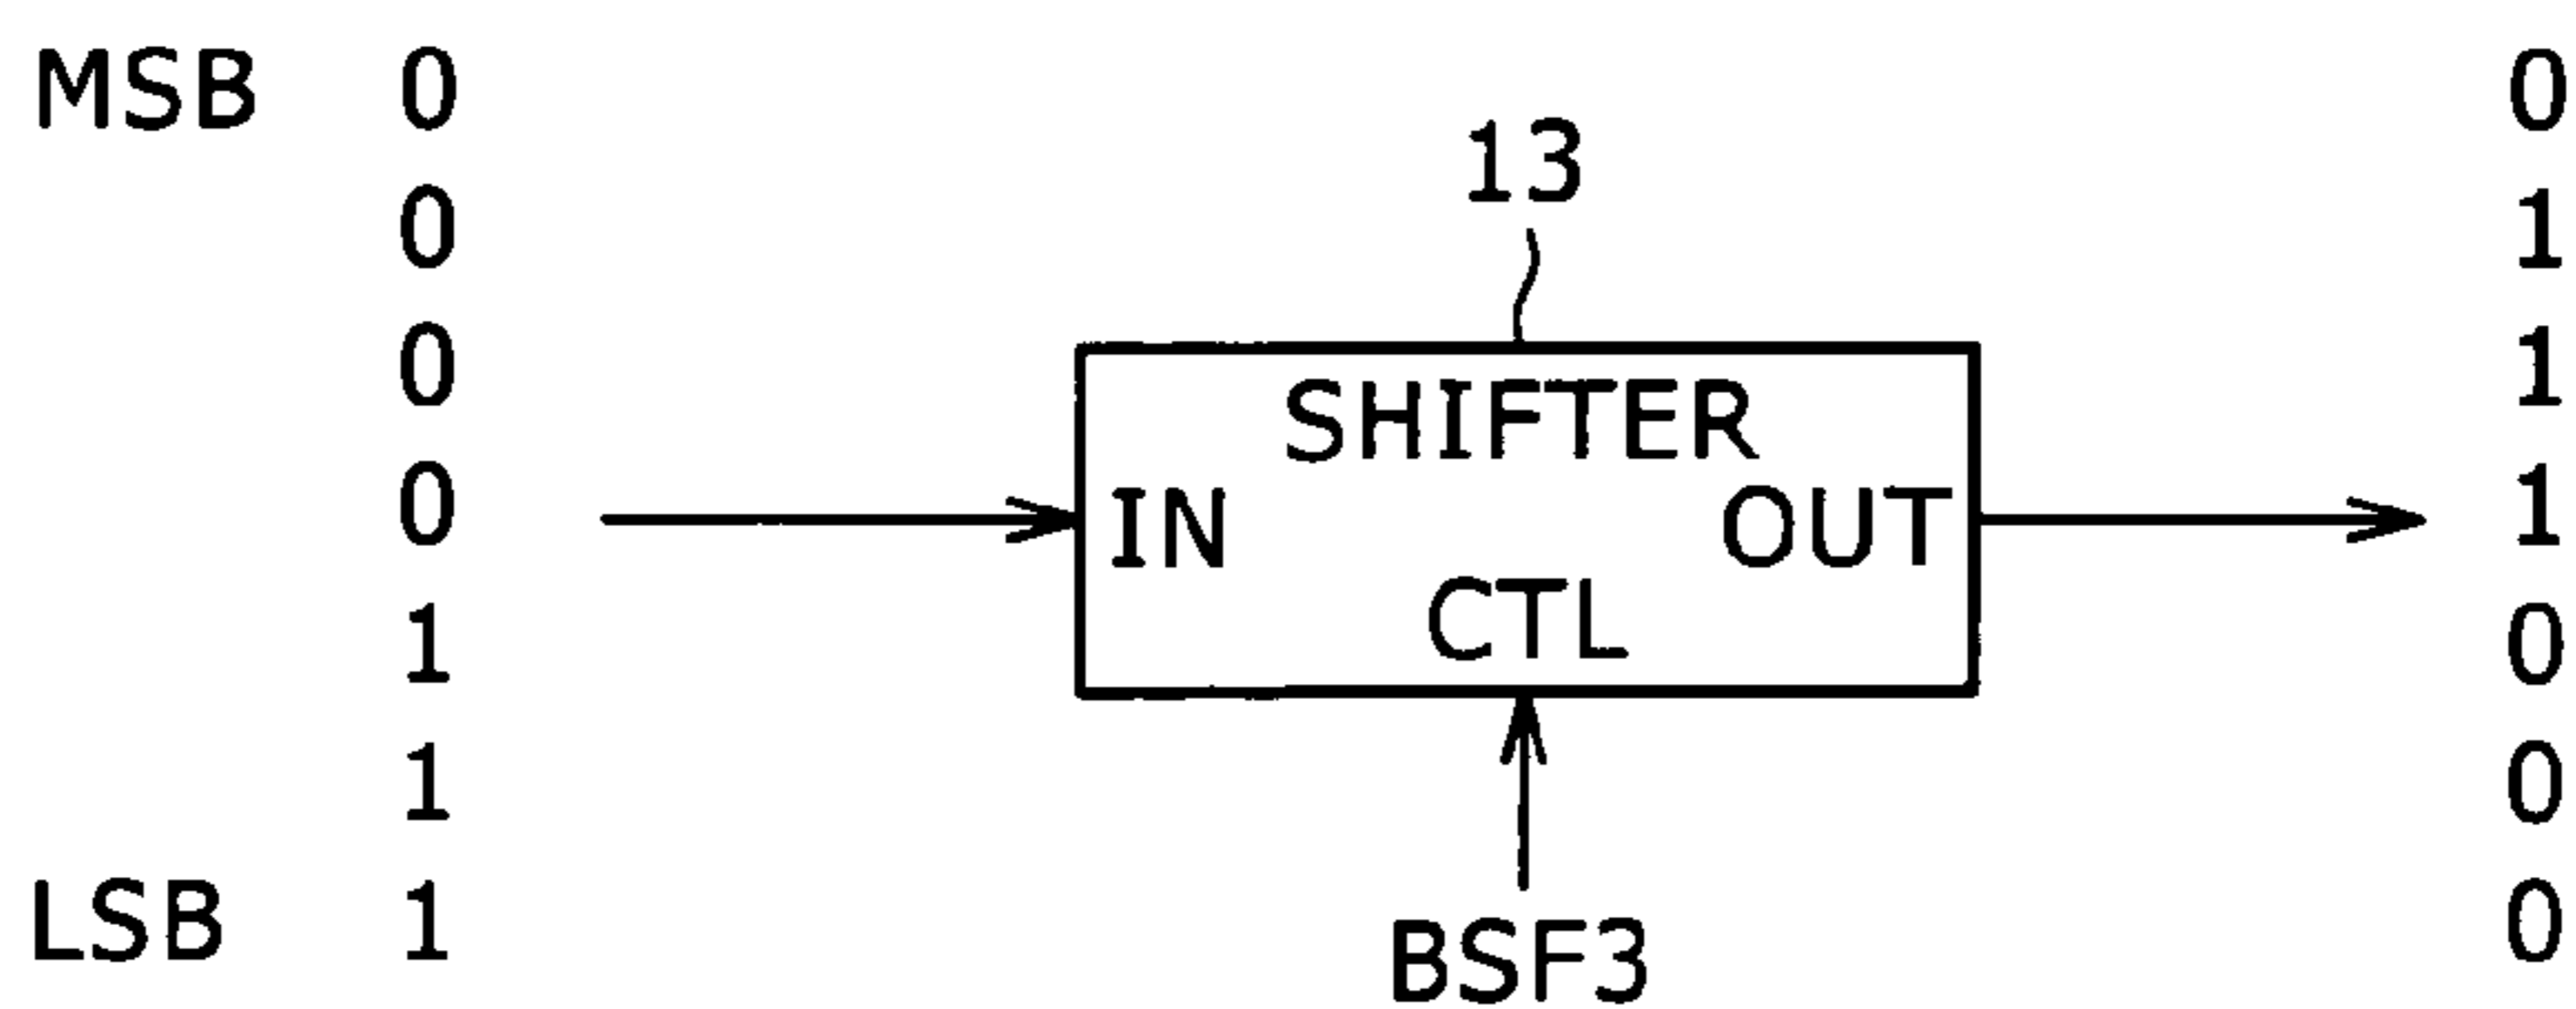 MSB 0 0
13
0 1
0 1
SHIFTER
0 IN OUT 1
CTL
1 0
1 0
LSB 1 0
BSF3